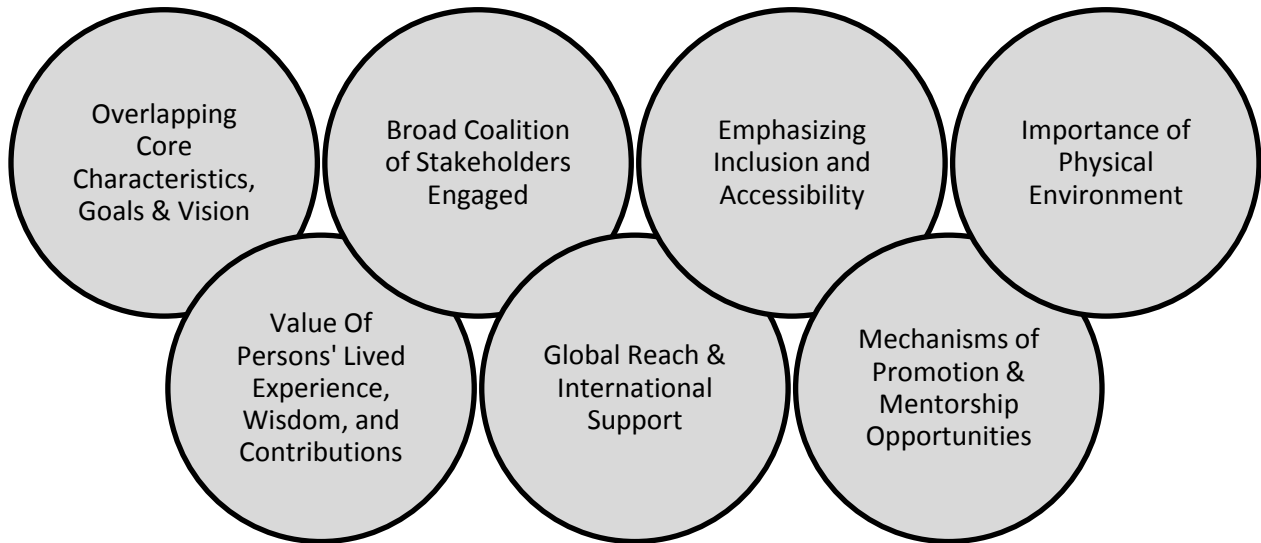 Overlapping
Core
Characteristics,
Goals & Vision
Broad Coalition
of Stakeholders
Engaged
Emphasizing
Inclusion and
Accessibility
Importance of
Physical
Environment
Value Of
Persons' Lived
Experience,
Wisdom, and
Contributions
Global Reach &
International
Support
Mechanisms of
Promotion &
Mentorship
Opportunities